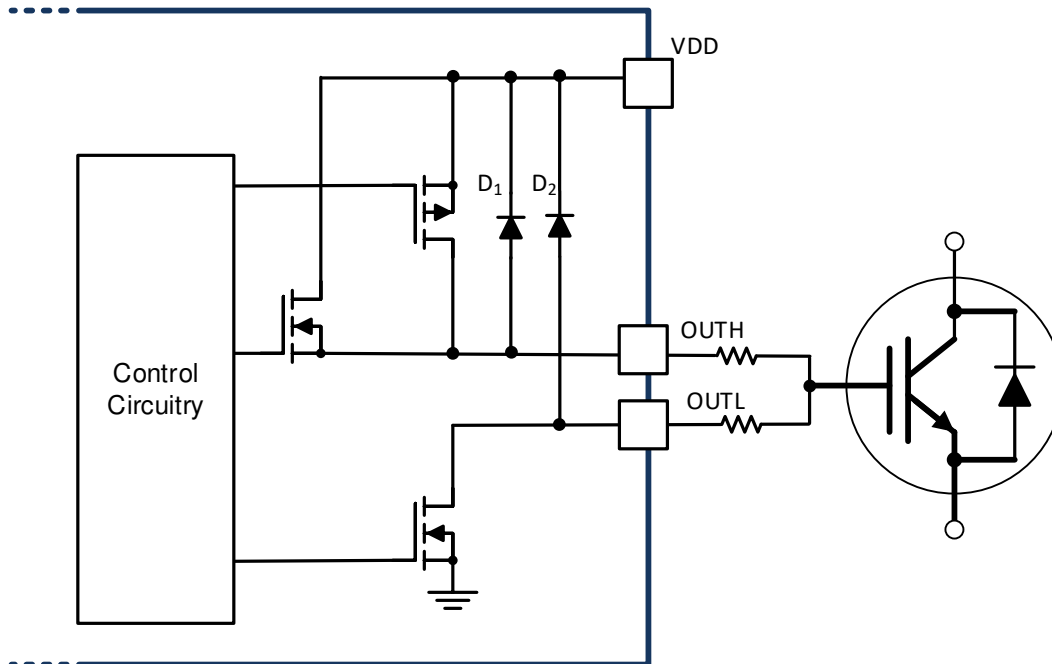 VDD
D₁
D₂
OUTH
OUTL
Control
Circuitry